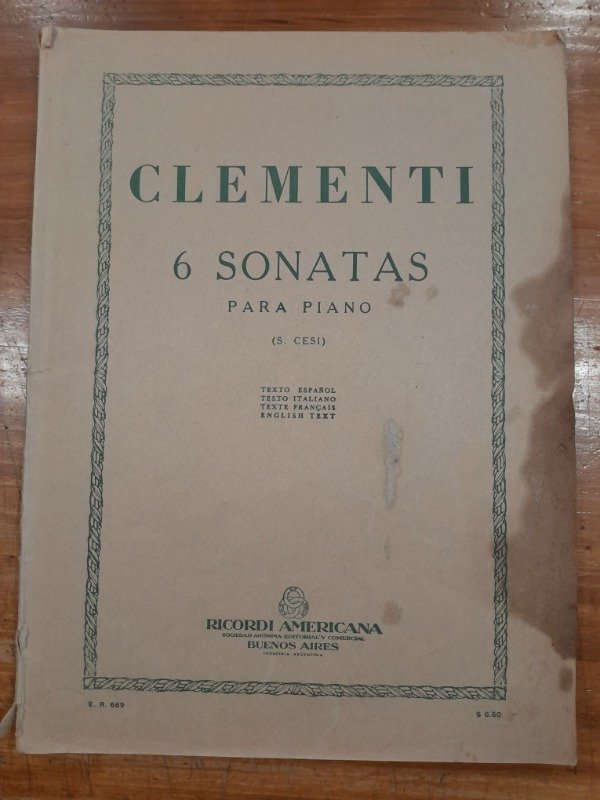 CLEMENTI
6 SONATAS
PARA PIANO
(S. CESI)
TEXTO ESPAÑOL
TESTO ITALIANO
TEXTE FRANÇAIS
ENGLISH TEXT
RICORDI AMERICANA
SOCIEDAD ANÓNIMA EDITORIAL Y COMERCIAL
BUENOS AIRES
INDUSTRIA ARGENTINA
E. R. 669
$ 6.50